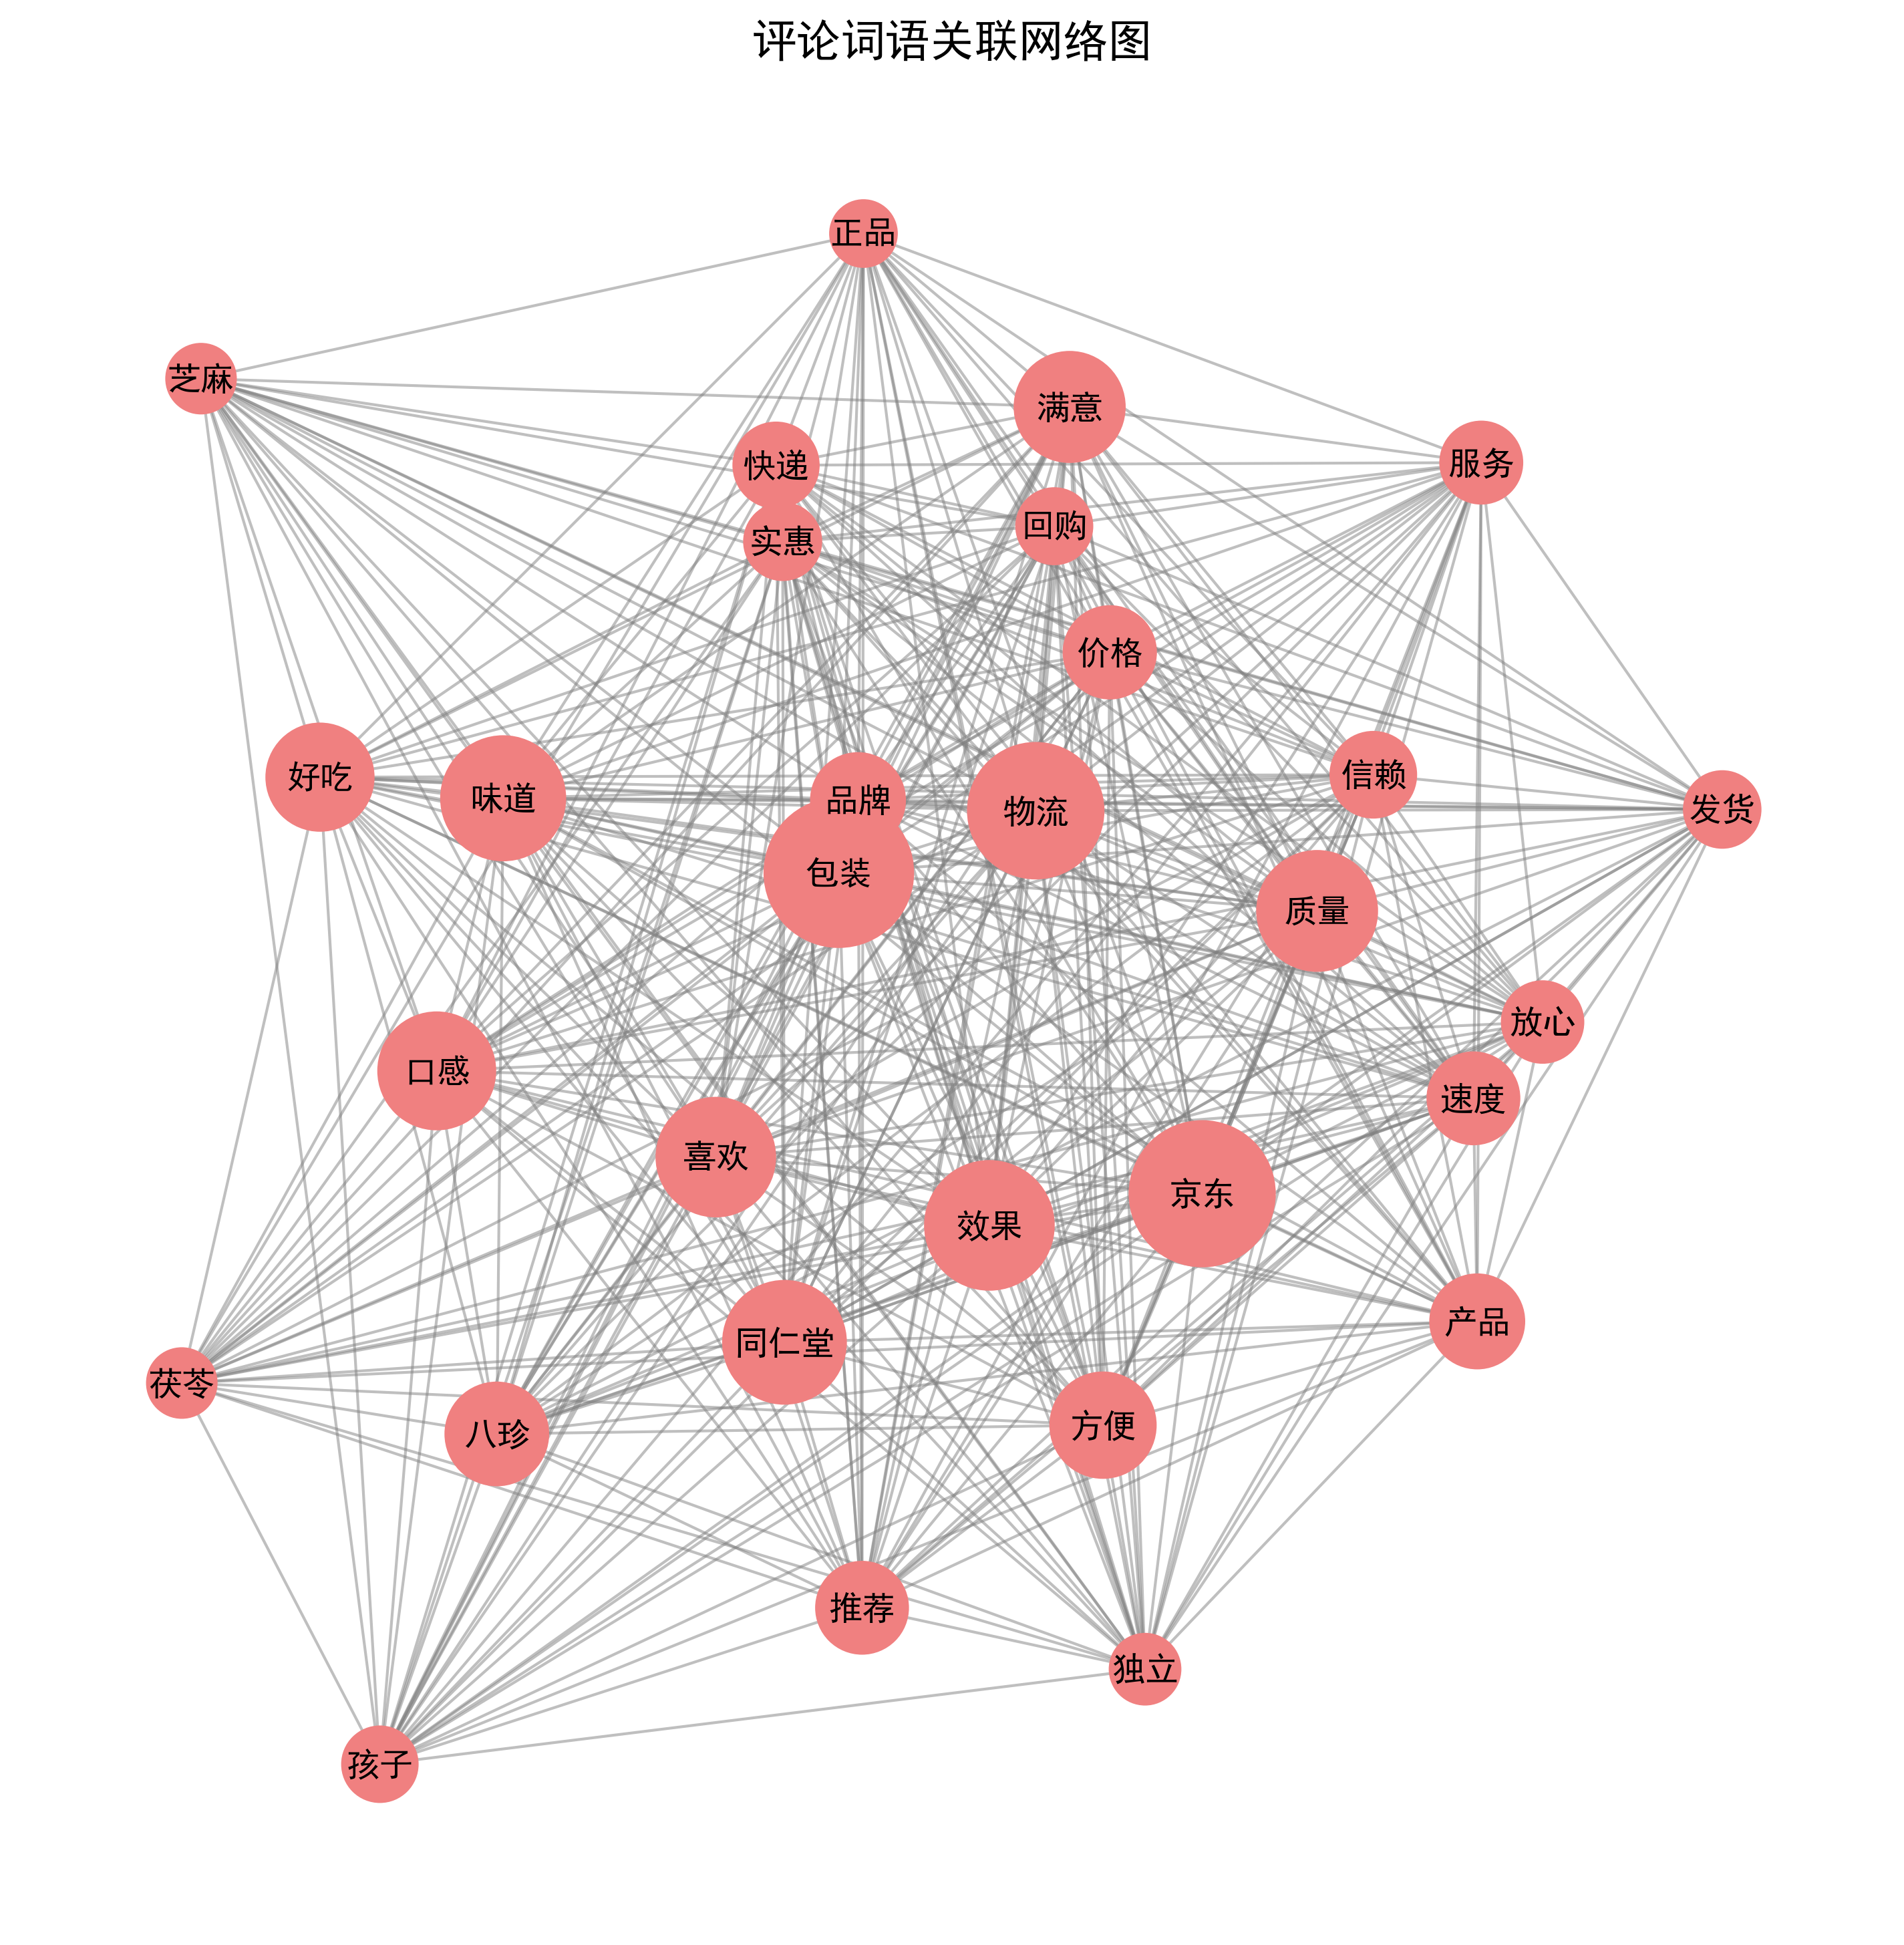 评论词语关联网络图
正品
芝麻
满意
快递
服务
回购
实惠
价格
信赖
好吃
味道
品牌
物流
发货
包装
质量
放心
口感
速度
喜欢
京东
效果
产品
同仁堂
茯苓
方便
八珍
推荐
独立
孩子